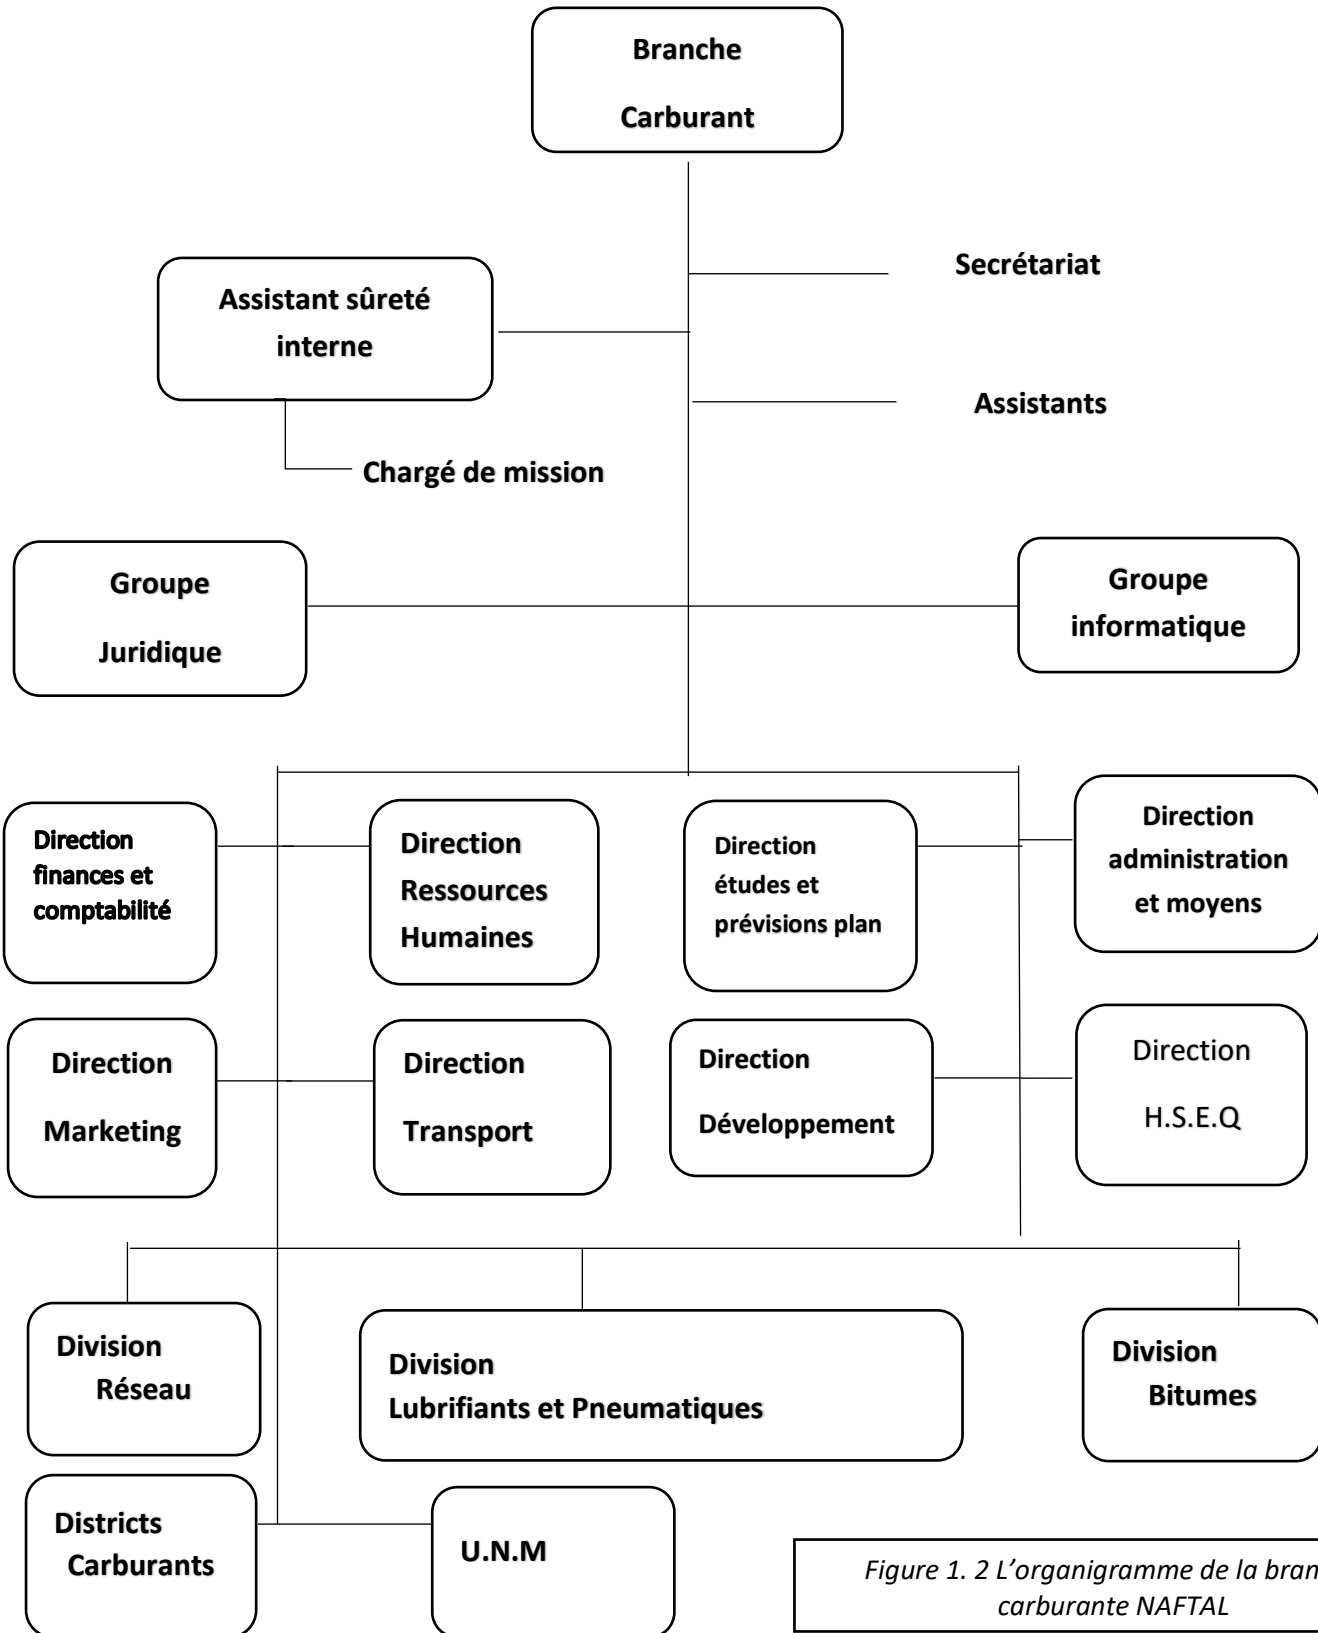 Branche
Carburant
Secrétariat
Assistant sûreté
interne
Assistants
Chargé de mission
Groupe
Juridique
Groupe
informatique
Direction
finances et
comptabilité
Direction
Ressources
Humaines
Direction
études et
prévisions plan
Direction
administration
et moyens
Direction
Marketing
Direction
Transport
Direction
Développement
Direction
H.S.E.Q
Division
Réseau
Division
Lubrifiants et Pneumatiques
Division
Bitumes
Districts
Carburants
U.N.M
Figure 1. 2 L'organigramme de la bran
carburante NAFTAL